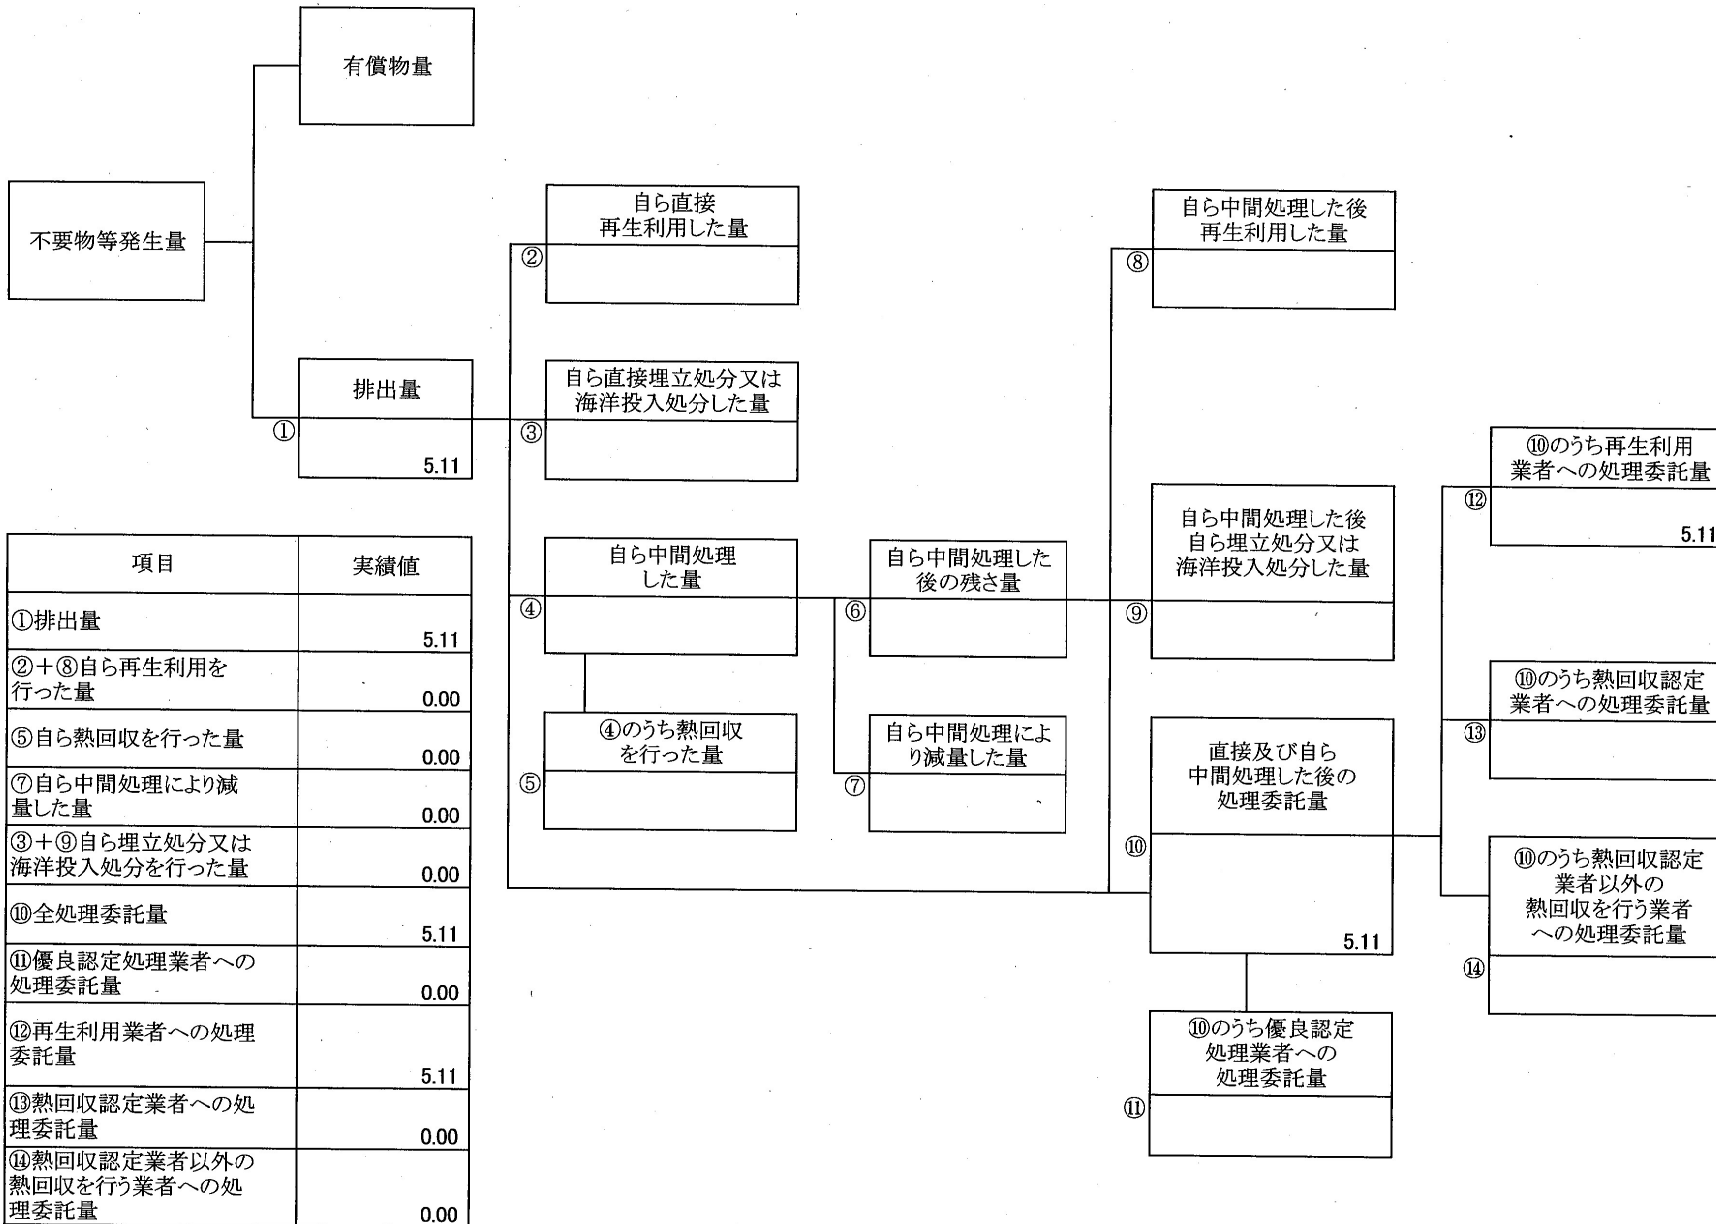 有償物量
不要物等発生量
排出量
①
5.11
自ら直接
再生利用した量
②
自ら直接埋立処分又は
海洋投入処分した量
③
自ら中間処理
した量
④
④のうち熱回収
を行った量
⑤
自ら中間処理した
後の残さ量
⑥
自ら中間処理によ
り減量した量
⑦
自ら中間処理した後
再生利用した量
⑧
自ら中間処理した後
自ら埋立処分又は
海洋投入処分した量
⑨
直接及び自ら
中間処理した後の
処理委託量
⑩
5.11
⑩のうち優良認定
処理業者への
処理委託量
⑪
⑩のうち再生利用
業者への処理委託量
⑫
5.11
⑩のうち熱回収認定
業者への処理委託量
⑬
⑩のうち熱回収認定
業者以外の
熱回収を行う業者
への処理委託量
⑭
項目 実績値
①排出量
5.11
②+⑧自ら再生利用を
行った量
0.00
⑤自ら熱回収を行った量
0.00
⑦自ら中間処理により減
量した量
0.00
③+⑨自ら埋立処分又は
海洋投入処分を行った量
0.00
⑩全処理委託量
5.11
⑪優良認定処理業者への
処理委託量
0.00
⑫再生利用業者への処理
委託量
5.11
⑬熱回収認定業者への処
理委託量
0.00
⑭熱回収認定業者以外の
熱回収を行う業者への処
理委託量
0.00